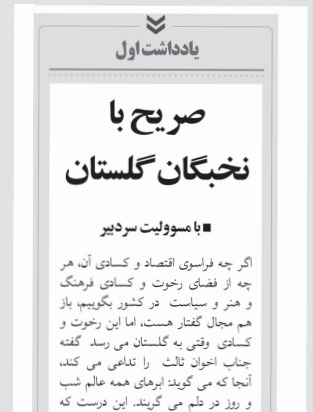 یادداشت اول
صریح با
نخبگان گلستان
■ با مسوولیت سردبیر
اگر چه فراسوی اقتصاد و کسادی آن، هر
چه از فضای رخوت و کسادی فرهنگ
و هنر و سیاست در کشور بگوییم، باز
هم مجال گفتار هست، اما این رخوت و
کسادی وقتی به گلستان می رسد گفته
جناب اخوان ثالث را تداعی می کند،
آنجا که می گوید: ابرهای همه عالم شب
و روز در دلم می گریند. این درست که